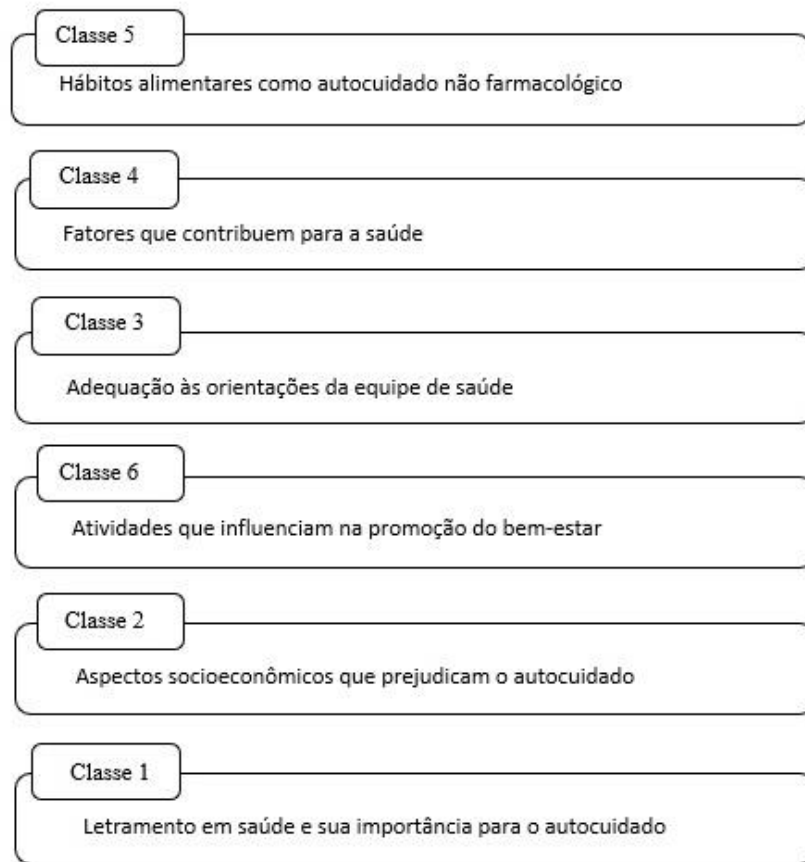 Classe 5
Hábitos alimentares como autocuidado não farmacológico
Classe 4
Fatores que contribuem para a saúde
Classe 3
Adequação às orientações da equipe de saúde
Classe 6
Atividades que influenciam na promoção do bem-estar
Classe 2
Aspectos socioeconômicos que prejudicam o autocuidado
Classe 1
Letramento em saúde e sua importância para o autocuidado